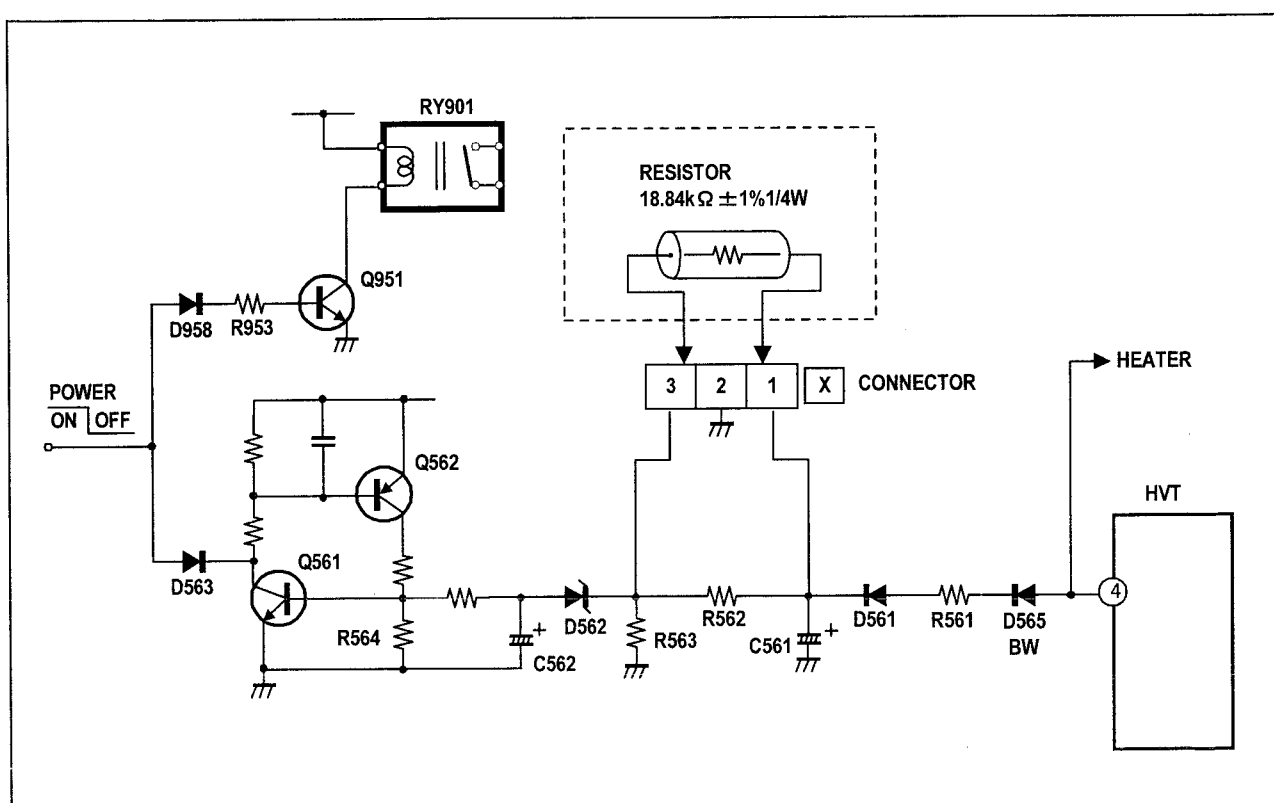 RY901
RESISTOR
18.84kΩ ±1%1/4W
Q951
D958
R953
3
2
1
X
CONNECTOR
HEATER
POWER
ON
OFF
Q562
HVT
D563
Q561
4
R564
+
C562
D562
R563
R562
+
C561
D561
R561
D565
BW